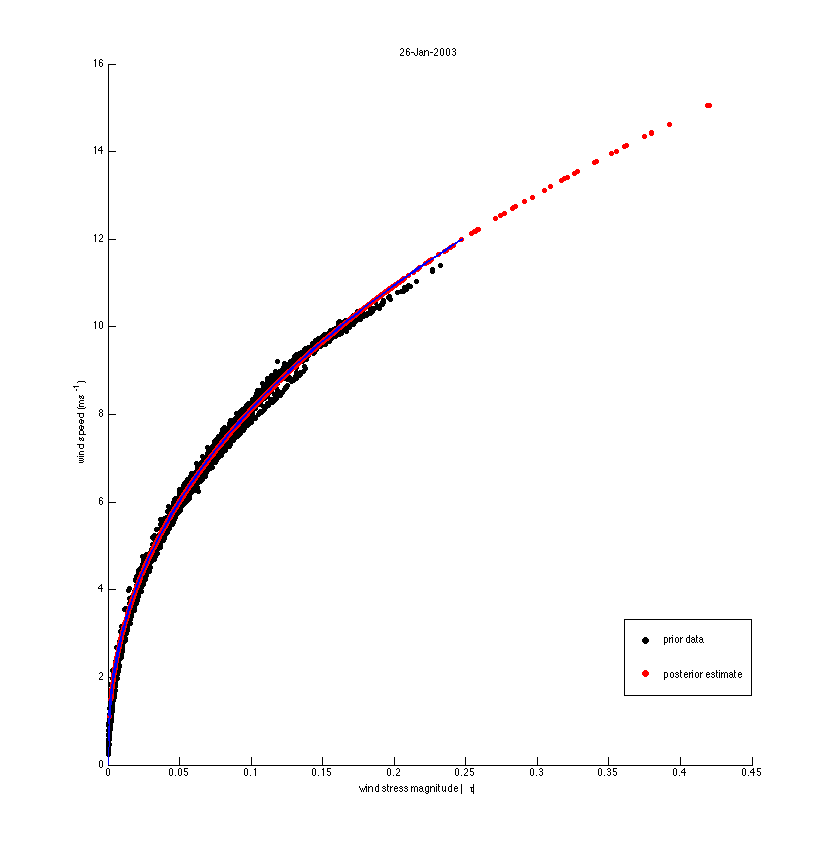 26-Jan-2003
16
14
12
10
8
6
4
2
0
wind speed (ms -1)
prior data
posterior estimate
0 0.05 0.1 0.15 0.2 0.25 0.3 0.35 0.4 0.45
wind stress magnitude | τ|